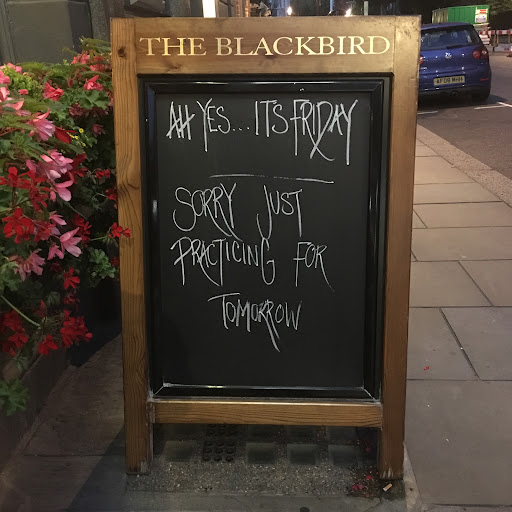 THE BLACKBIRD
AH YES... IT'S FRIDAY
SORRY JUST
PRACTICING FOR
TOMORROW